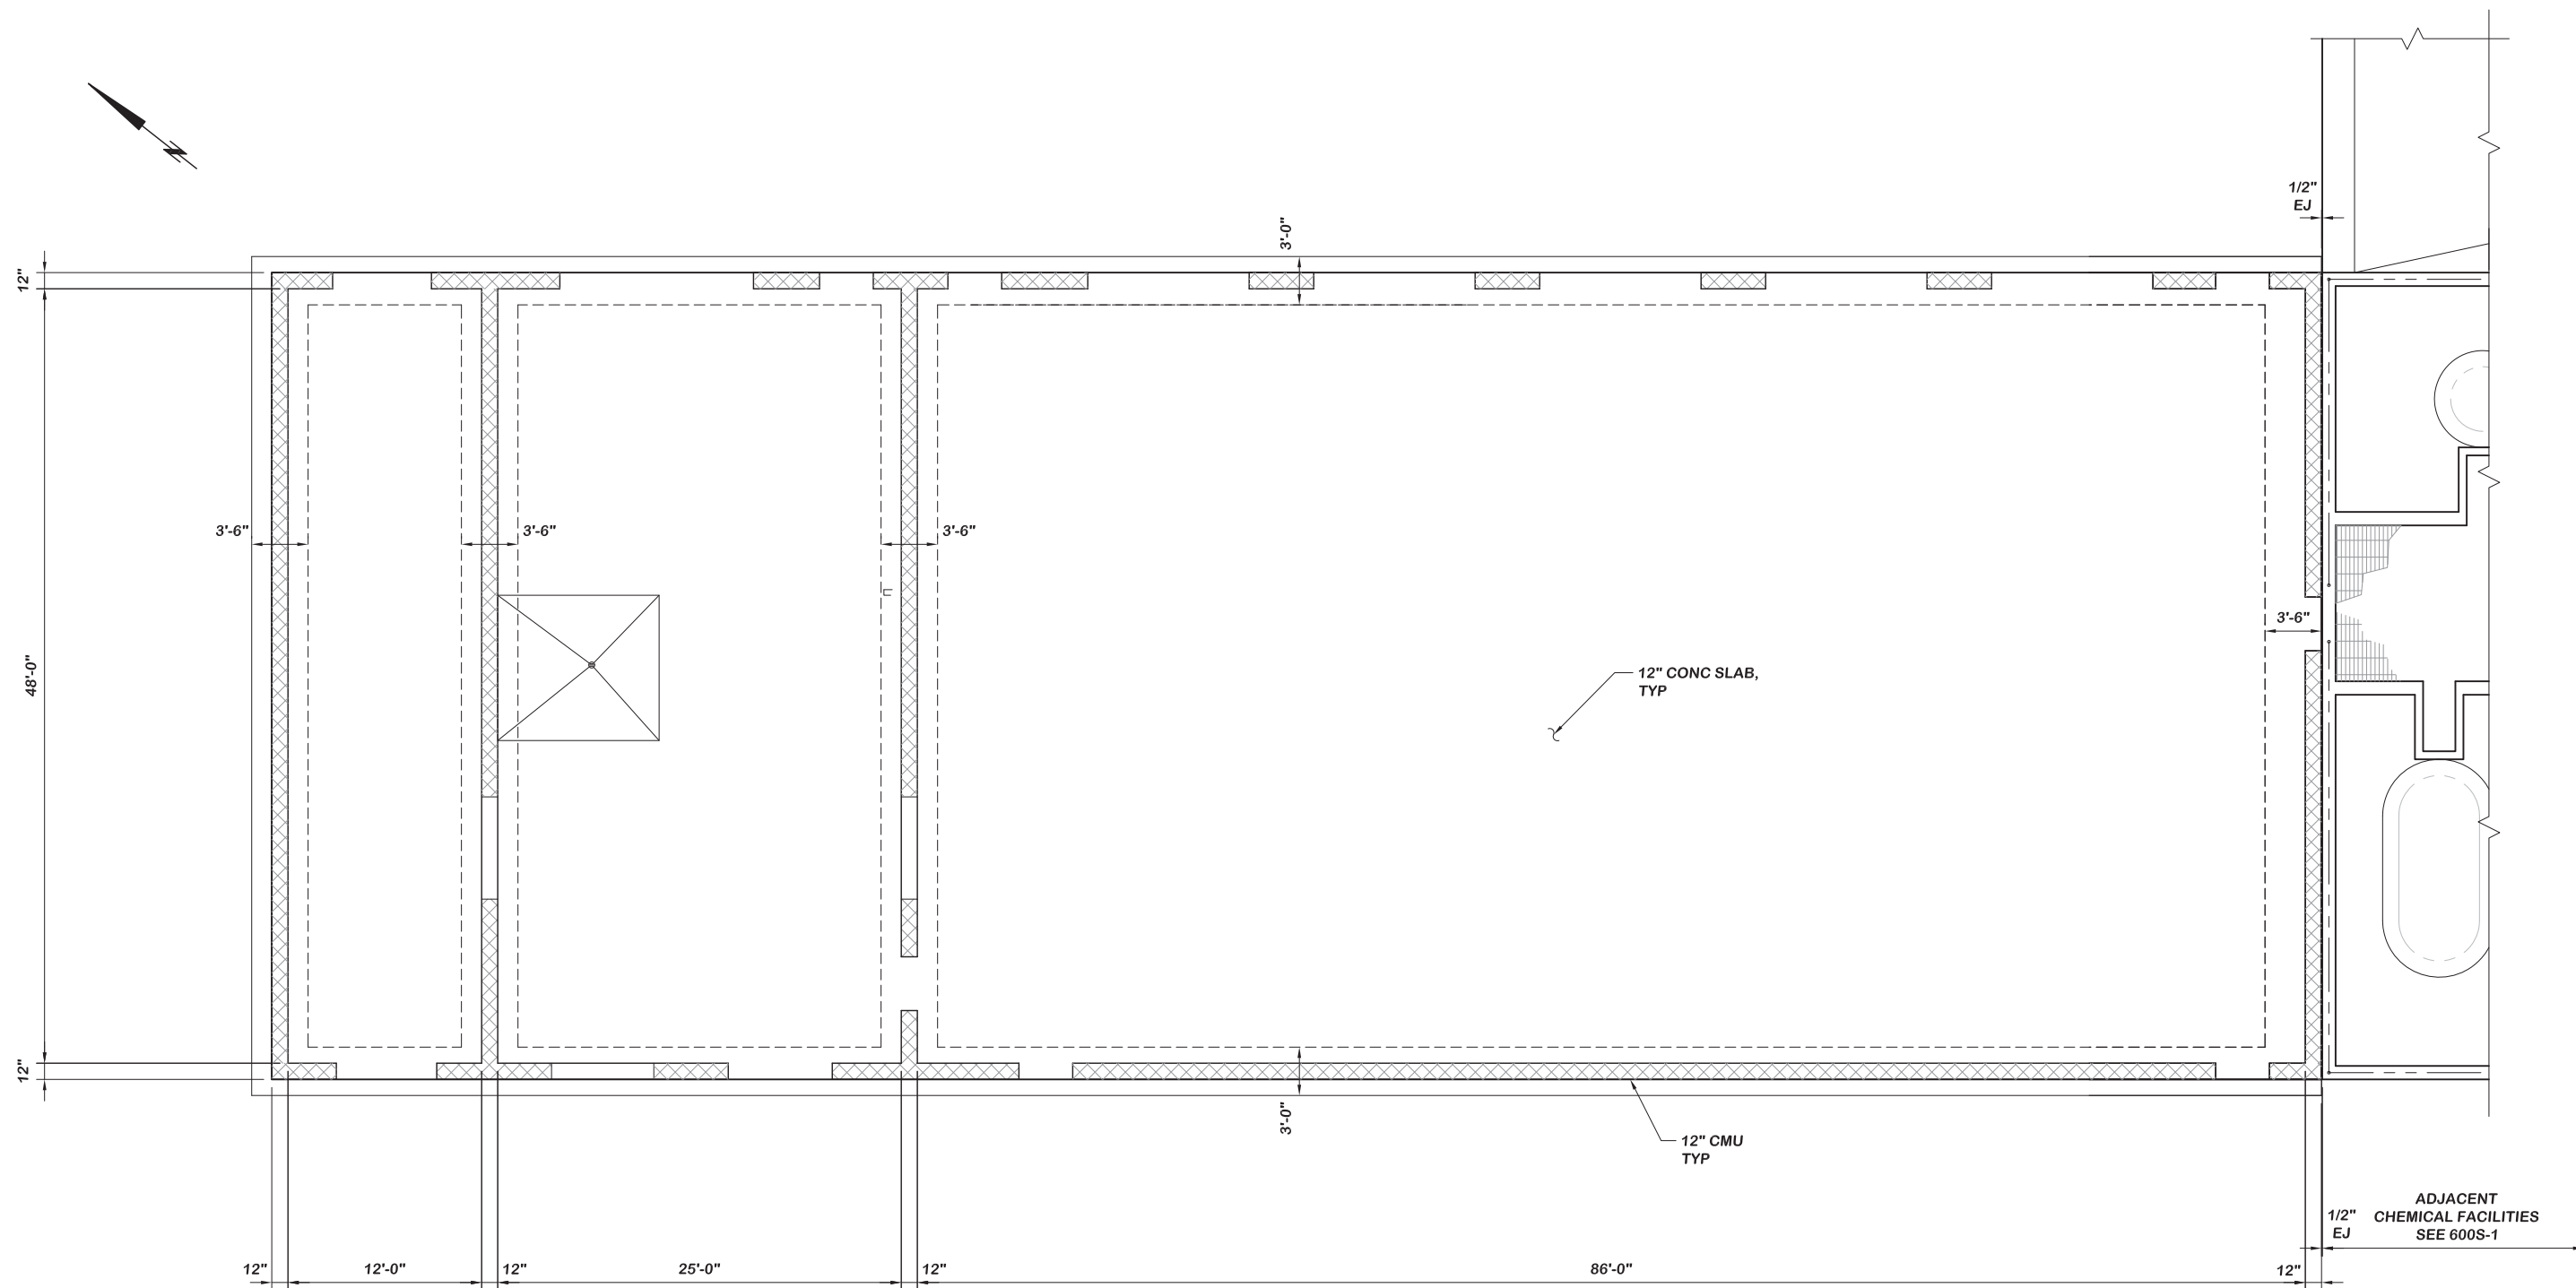 1/2"
EJ
3'-0"
12"
3'-6"
3'-6"
3'-6"
3'-6"
48'-0"
12" CONC SLAB,
TYP
12"
3'-0"
12" CMU
TYP
ADJACENT
CHEMICAL FACILITIES
SEE 600S-1
1/2"
EJ
12"
12'-0"
12"
25'-0"
12"
86'-0"
12"